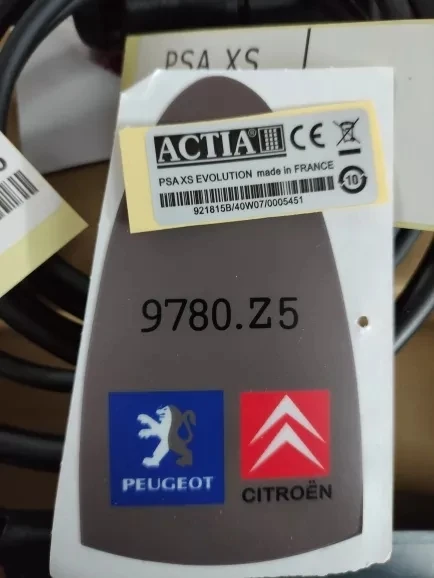 PSA XS
ACTIA®
CE
PSA XS EVOLUTION made in FRANCE
10
921815B/40W07/0005451
9780.Z5
PEUGEOT
CITROËN